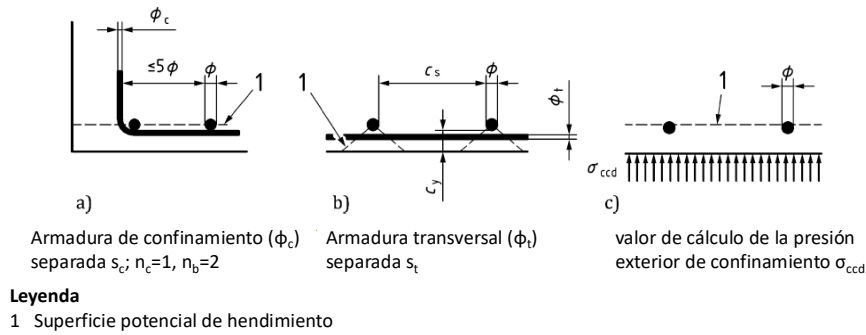 ϕc
≤5ϕ
ϕ
1
a)
Armadura de confinamiento (ϕc)
separada sc; nc=1, nb=2
cs
ϕ
ϕt
1
cy
b)
Armadura transversal (ϕt)
separada st
1
ϕ
σccd
c)
valor de cálculo de la presión
exterior de confinamiento σccd
Leyenda
1 Superficie potencial de hendimiento